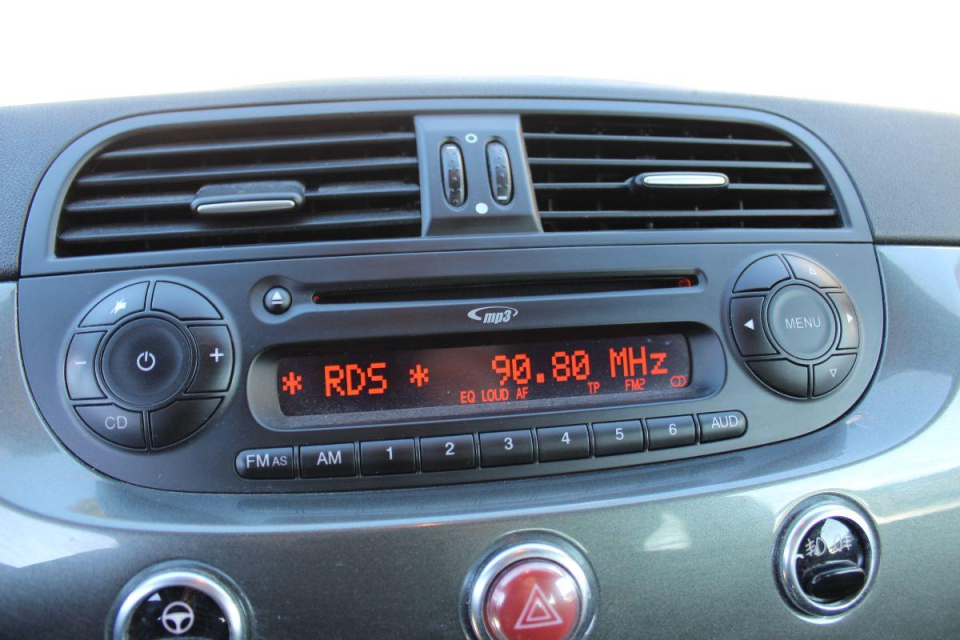 mp3
* RDS * 90.80 MHz
EQ LOUD AF TP FM2 CD
MENU
- +
CD
FM AS AM 1 2 3 4 5 6 AUD